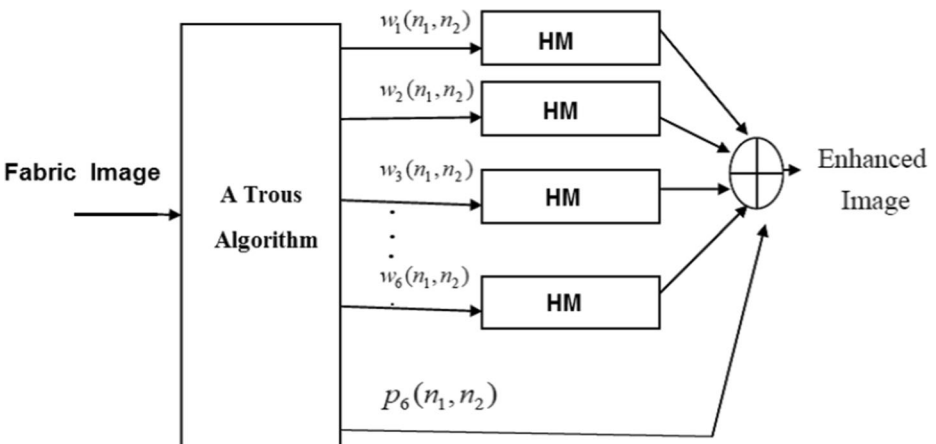 w₁(n₁,n₂)
HM
w₂(n₁,n₂)
HM
Fabric Image
A Trous
Algorithm
w₃(n₁,n₂)
HM
Enhanced
Image
w₆(n₁,n₂)
HM
p₆(n₁,n₂)